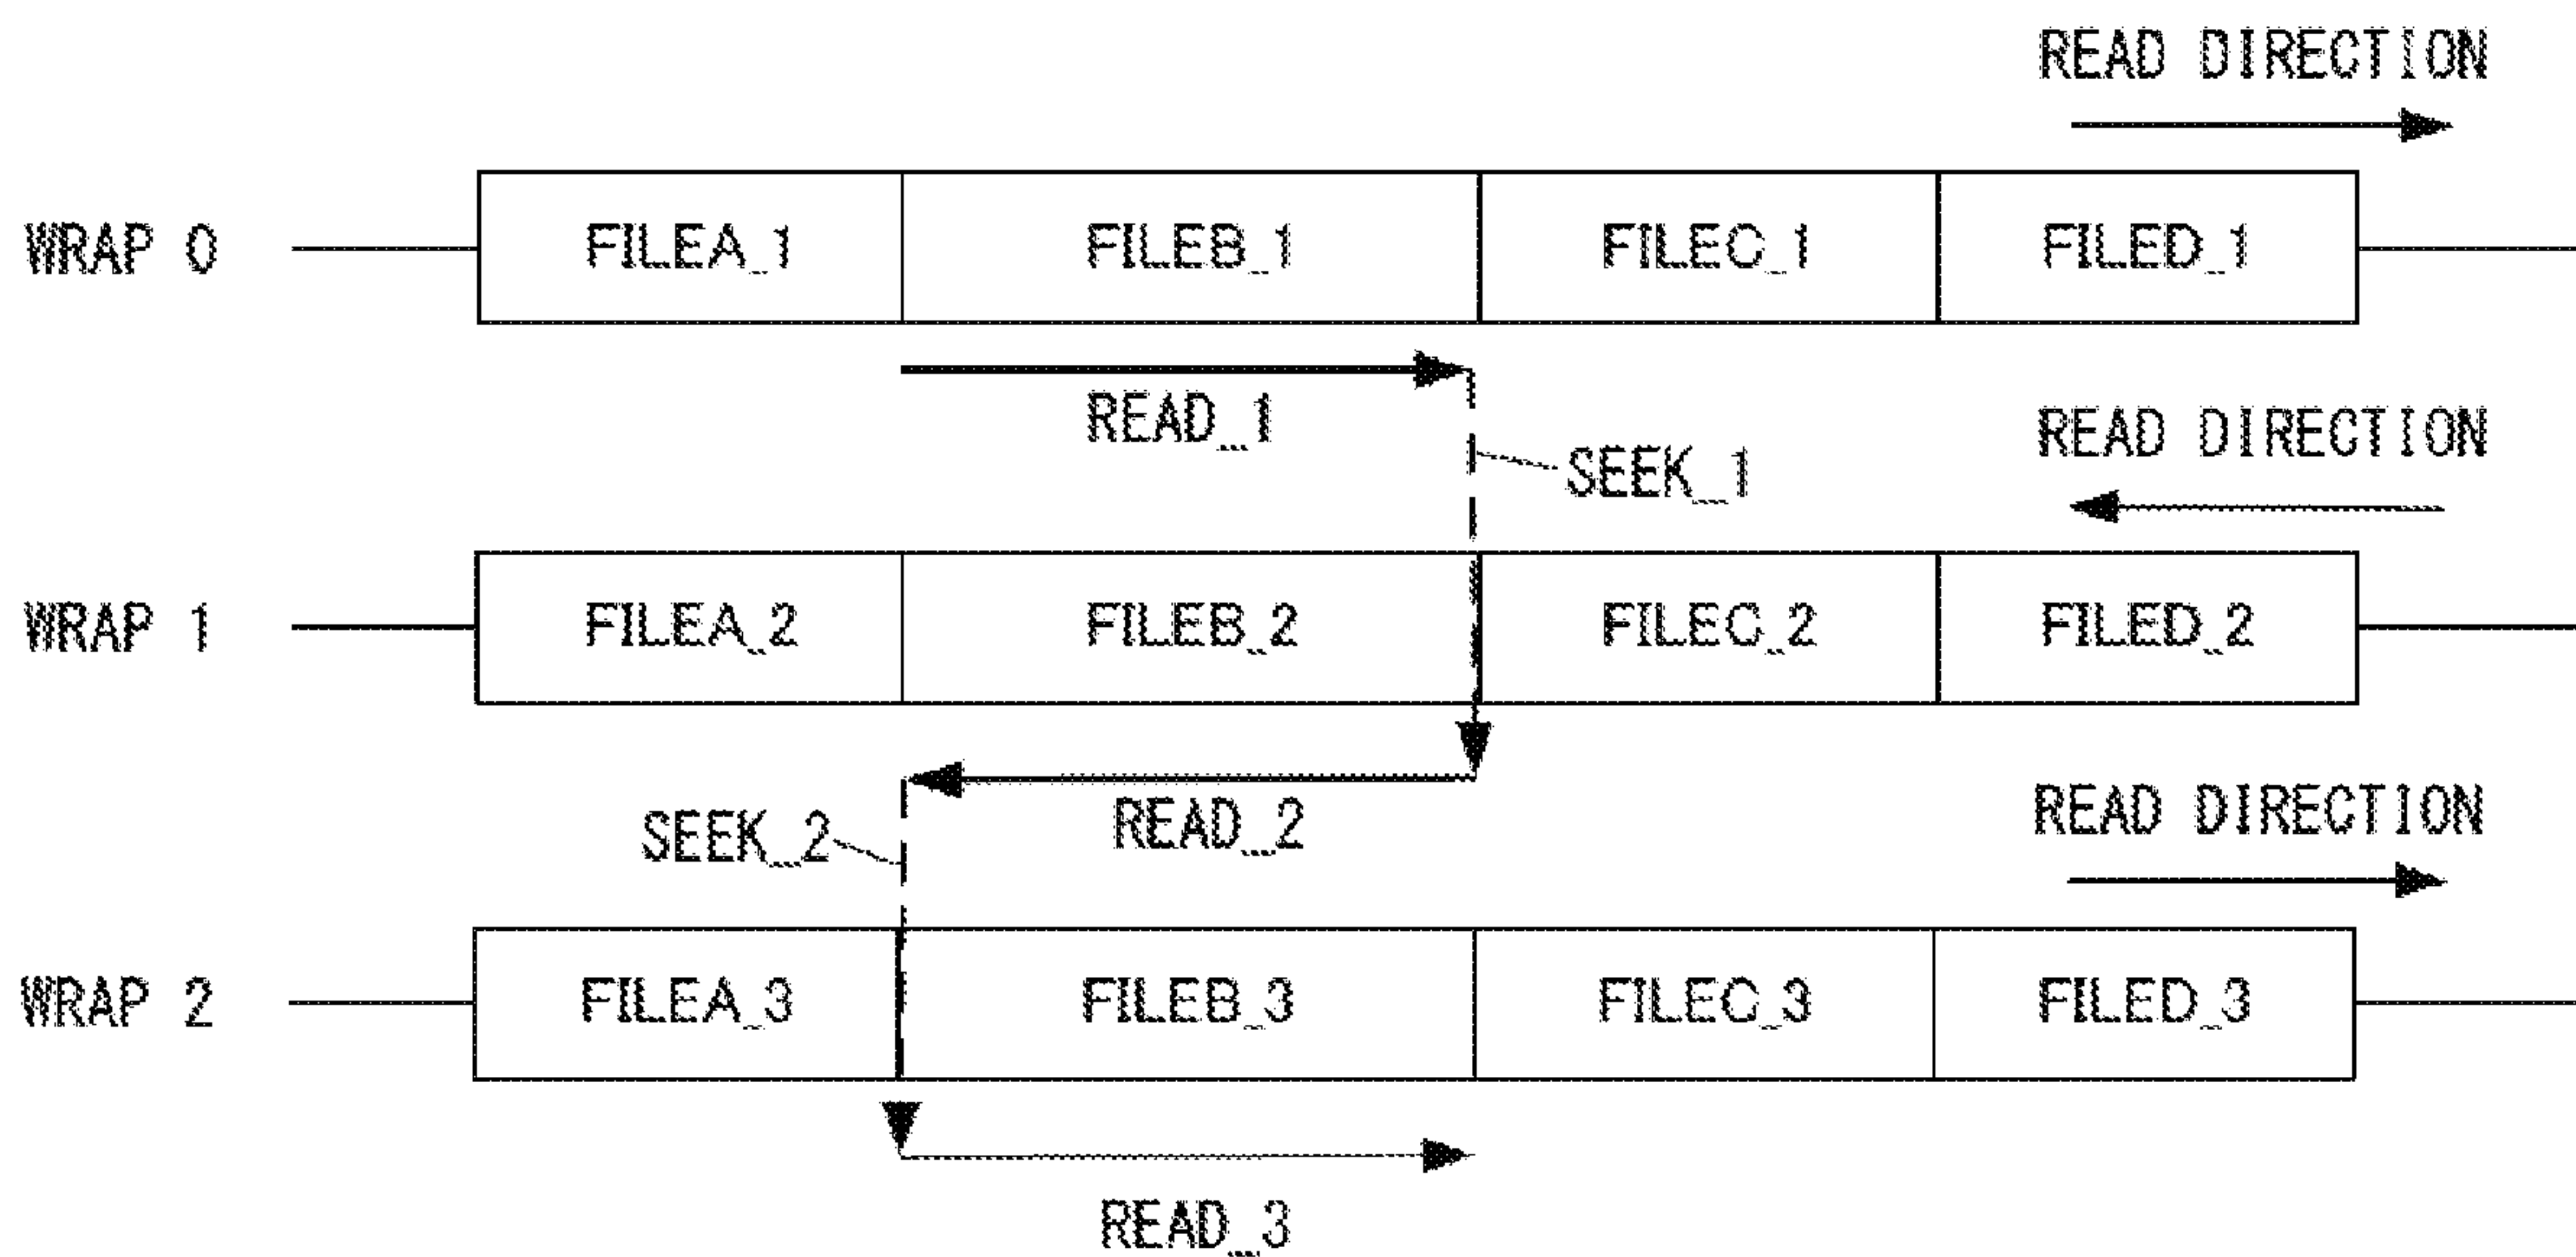 READ DIRECTION
WRAP 0 FILEA_1 FILEB_1 FILEC_1 FILED_1
READ_1
READ DIRECTION
SEEK_1
WRAP 1 FILEA_2 FILEB_2 FILEC_2 FILED_2
READ_2
READ DIRECTION
SEEK_2
WRAP 2 FILEA_3 FILEB_3 FILEC_3 FILED_3
READ_3